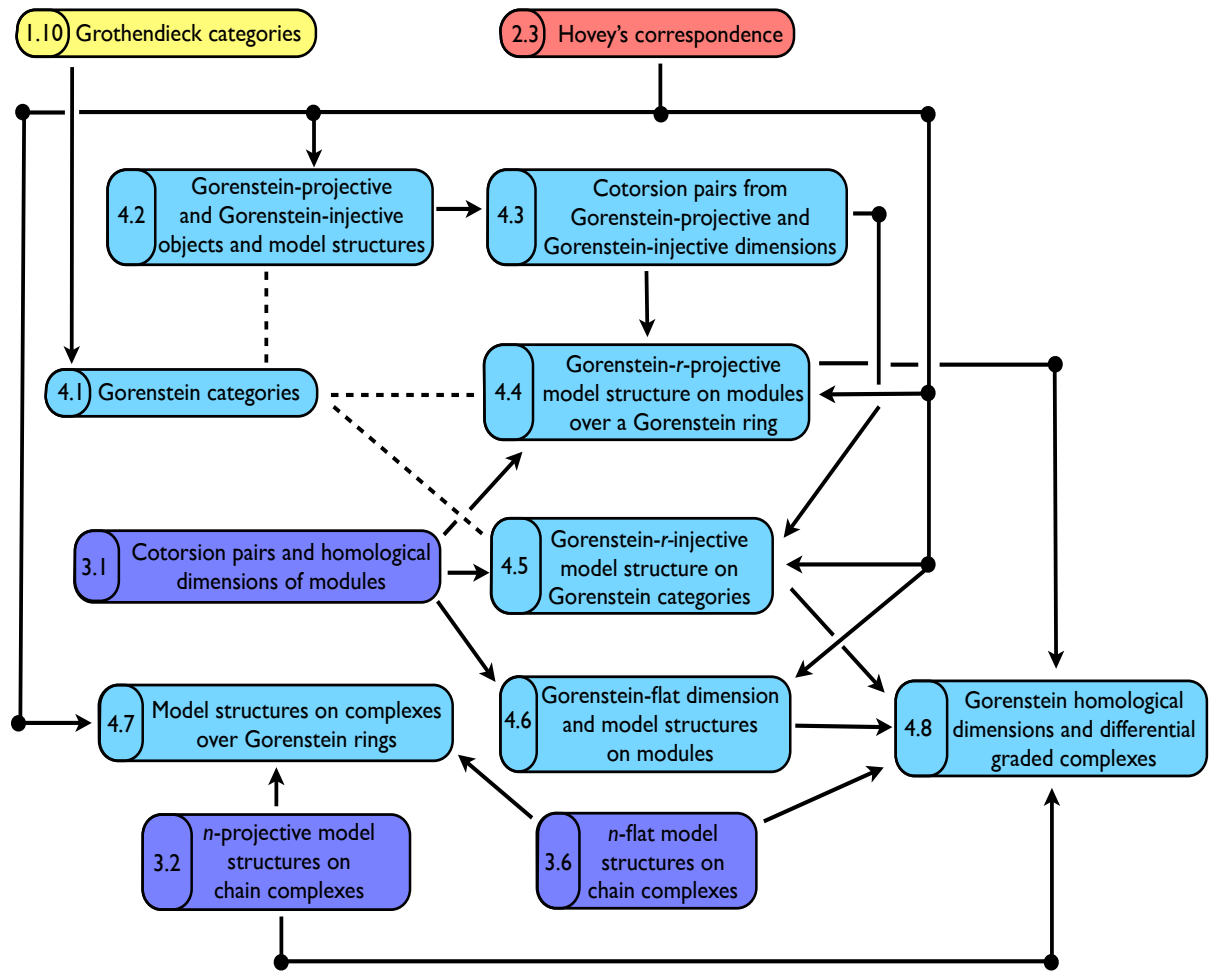 1.10 Grothendieck categories
2.3 Hovey's correspondence
4.2
Gorenstein-projective
and Gorenstein-injective
objects and model structures
4.3
Cotorsion pairs from
Gorenstein-projective and
Gorenstein-injective dimensions
4.1 Gorenstein categories
4.4
Gorenstein-r-projective
model structure on modules
over a Gorenstein ring
3.1
Cotorsion pairs and homological
dimensions of modules
4.5
Gorenstein-r-injective
model structure on
Gorenstein categories
4.7
Model structures on complexes
over Gorenstein rings
4.6
Gorenstein-flat dimension
and model structures
on modules
4.8
Gorenstein homological
dimensions and differential
graded complexes
3.2
n-projective model
structures on
chain complexes
3.6
n-flat model
structures on
chain complexes